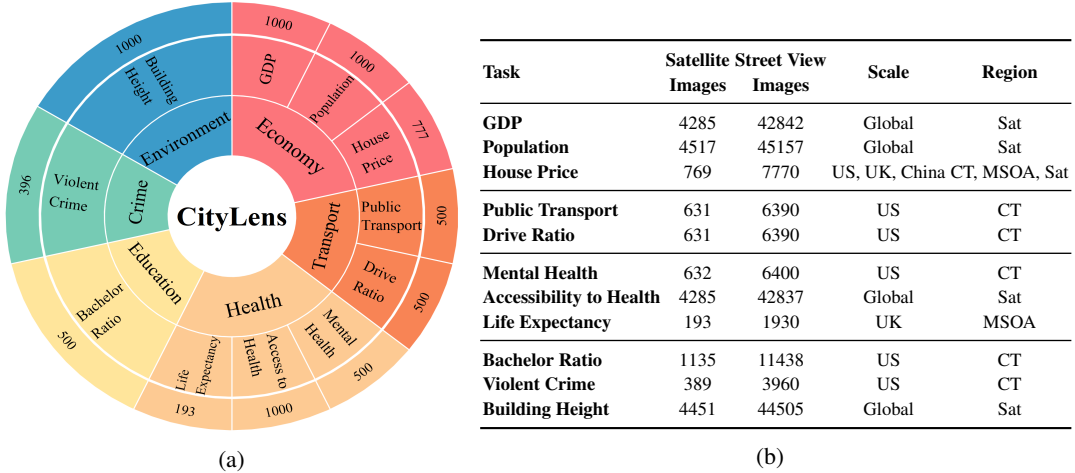 CityLens
Economy
GDP
1000
Population
1000
House
Price
777
Transport
Public
Transport
500
Drive
Ratio
500
Health
Mental
Health
500
Access to
Health
1000
Life
Expectancy
193
Education
Bachelor
Ratio
500
Crime
Violent
Crime
396
Environment
Building
Height
1000
(a)
Task Satellite Images Street View Images Scale Region
GDP 4285 42842 Global Sat
Population 4517 45157 Global Sat
House Price 769 7770 US, UK, China CT, MSOA, Sat
Public Transport 631 6390 US CT
Drive Ratio 631 6390 US CT
Mental Health 632 6400 US CT
Accessibility to Health 4285 42837 Global Sat
Life Expectancy 193 1930 UK MSOA
Bachelor Ratio 1135 11438 US CT
Violent Crime 389 3960 US CT
Building Height 4451 44505 Global Sat
(b)